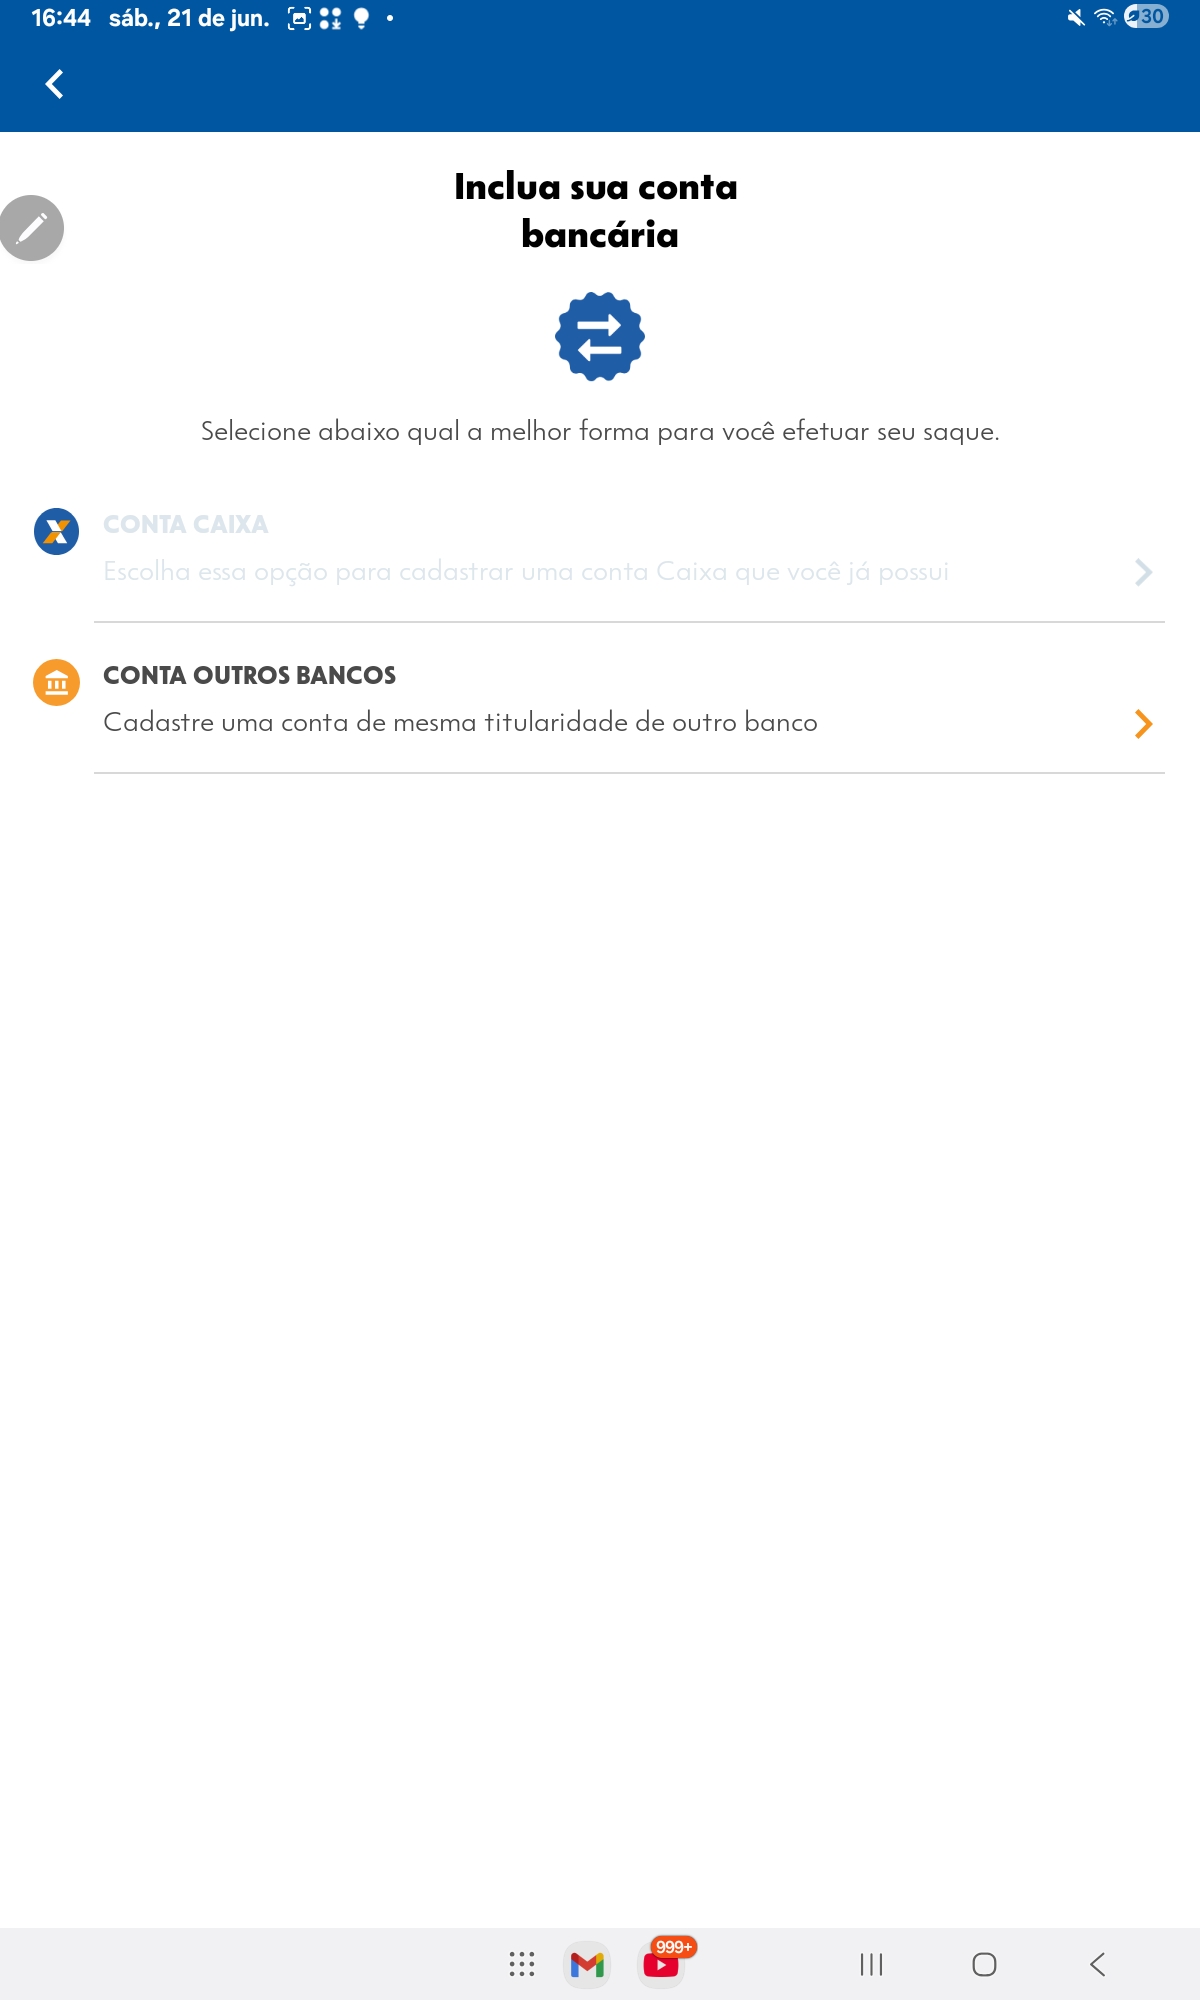 16:44 sáb., 21 de jun.
30
Inclua sua conta
bancária
Selecione abaixo qual a melhor forma para você efetuar seu saque.
CONTA CAIXA
Escolha essa opção para cadastrar uma conta Caixa que você já possui
CONTA OUTROS BANCOS
Cadastre uma conta de mesma titularidade de outro banco
999+